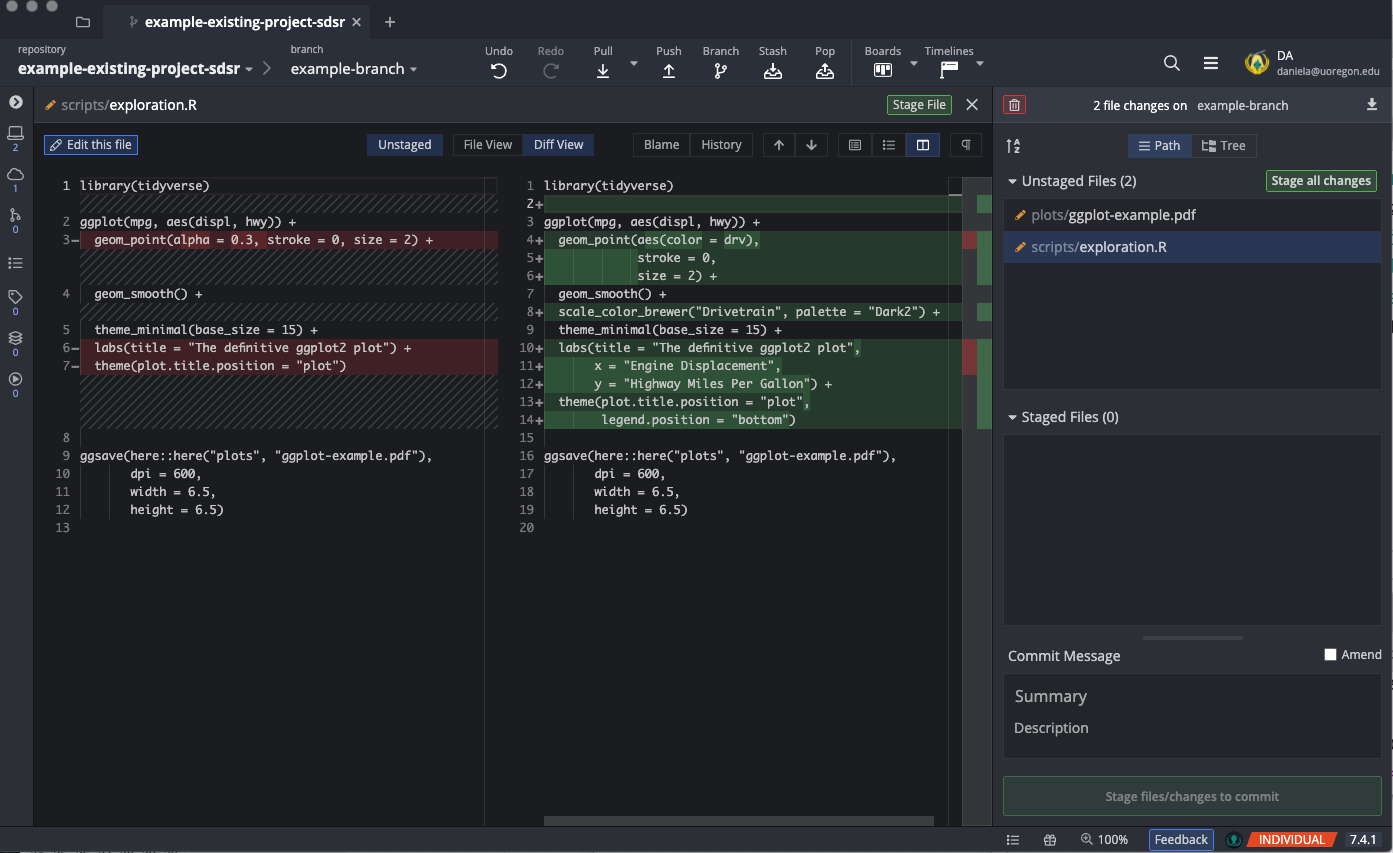 example-existing-project-sdsr
repository
example-existing-project-sdsr
branch
example-branch
Undo
Redo
Pull
Push
Branch
Stash
Pop
Boards
Timelines
DA
daniela@uoregon.edu
2
1
0
0
0
0
scripts/exploration.R
Stage File
Edit this file
Unstaged
File View
Diff View
Blame
History
1 library(tidyverse)
2 ggplot(mpg, aes(displ, hwy)) +
3— geom_point(alpha = 0.3, stroke = 0, size = 2) +
4 geom_smooth() +
5 theme_minimal(base_size = 15) +
6— labs(title = "The definitive ggplot2 plot") +
7— theme(plot.title.position = "plot")
8
9 ggsave(here::here("plots", "ggplot-example.pdf"),
10 dpi = 600,
11 width = 6.5,
12 height = 6.5)
13
1 library(tidyverse)
2+
3 ggplot(mpg, aes(displ, hwy)) +
4+ geom_point(aes(color = drv),
5+ stroke = 0,
6+ size = 2) +
7 geom_smooth() +
8+ scale_color_brewer("Drivetrain", palette = "Dark2") +
9 theme_minimal(base_size = 15) +
10+ labs(title = "The definitive ggplot2 plot",
11+ x = "Engine Displacement",
12+ y = "Highway Miles Per Gallon") +
13+ theme(plot.title.position = "plot",
14+ legend.position = "bottom")
15
16 ggsave(here::here("plots", "ggplot-example.pdf"),
17 dpi = 600,
18 width = 6.5,
19 height = 6.5)
20
2 file changes on example-branch
Path
Tree
Unstaged Files (2)
Stage all changes
plots/ggplot-example.pdf
scripts/exploration.R
Staged Files (0)
Commit Message
Amend
Summary
Description
Stage files/changes to commit
100%
Feedback
INDIVIDUAL
7.4.1